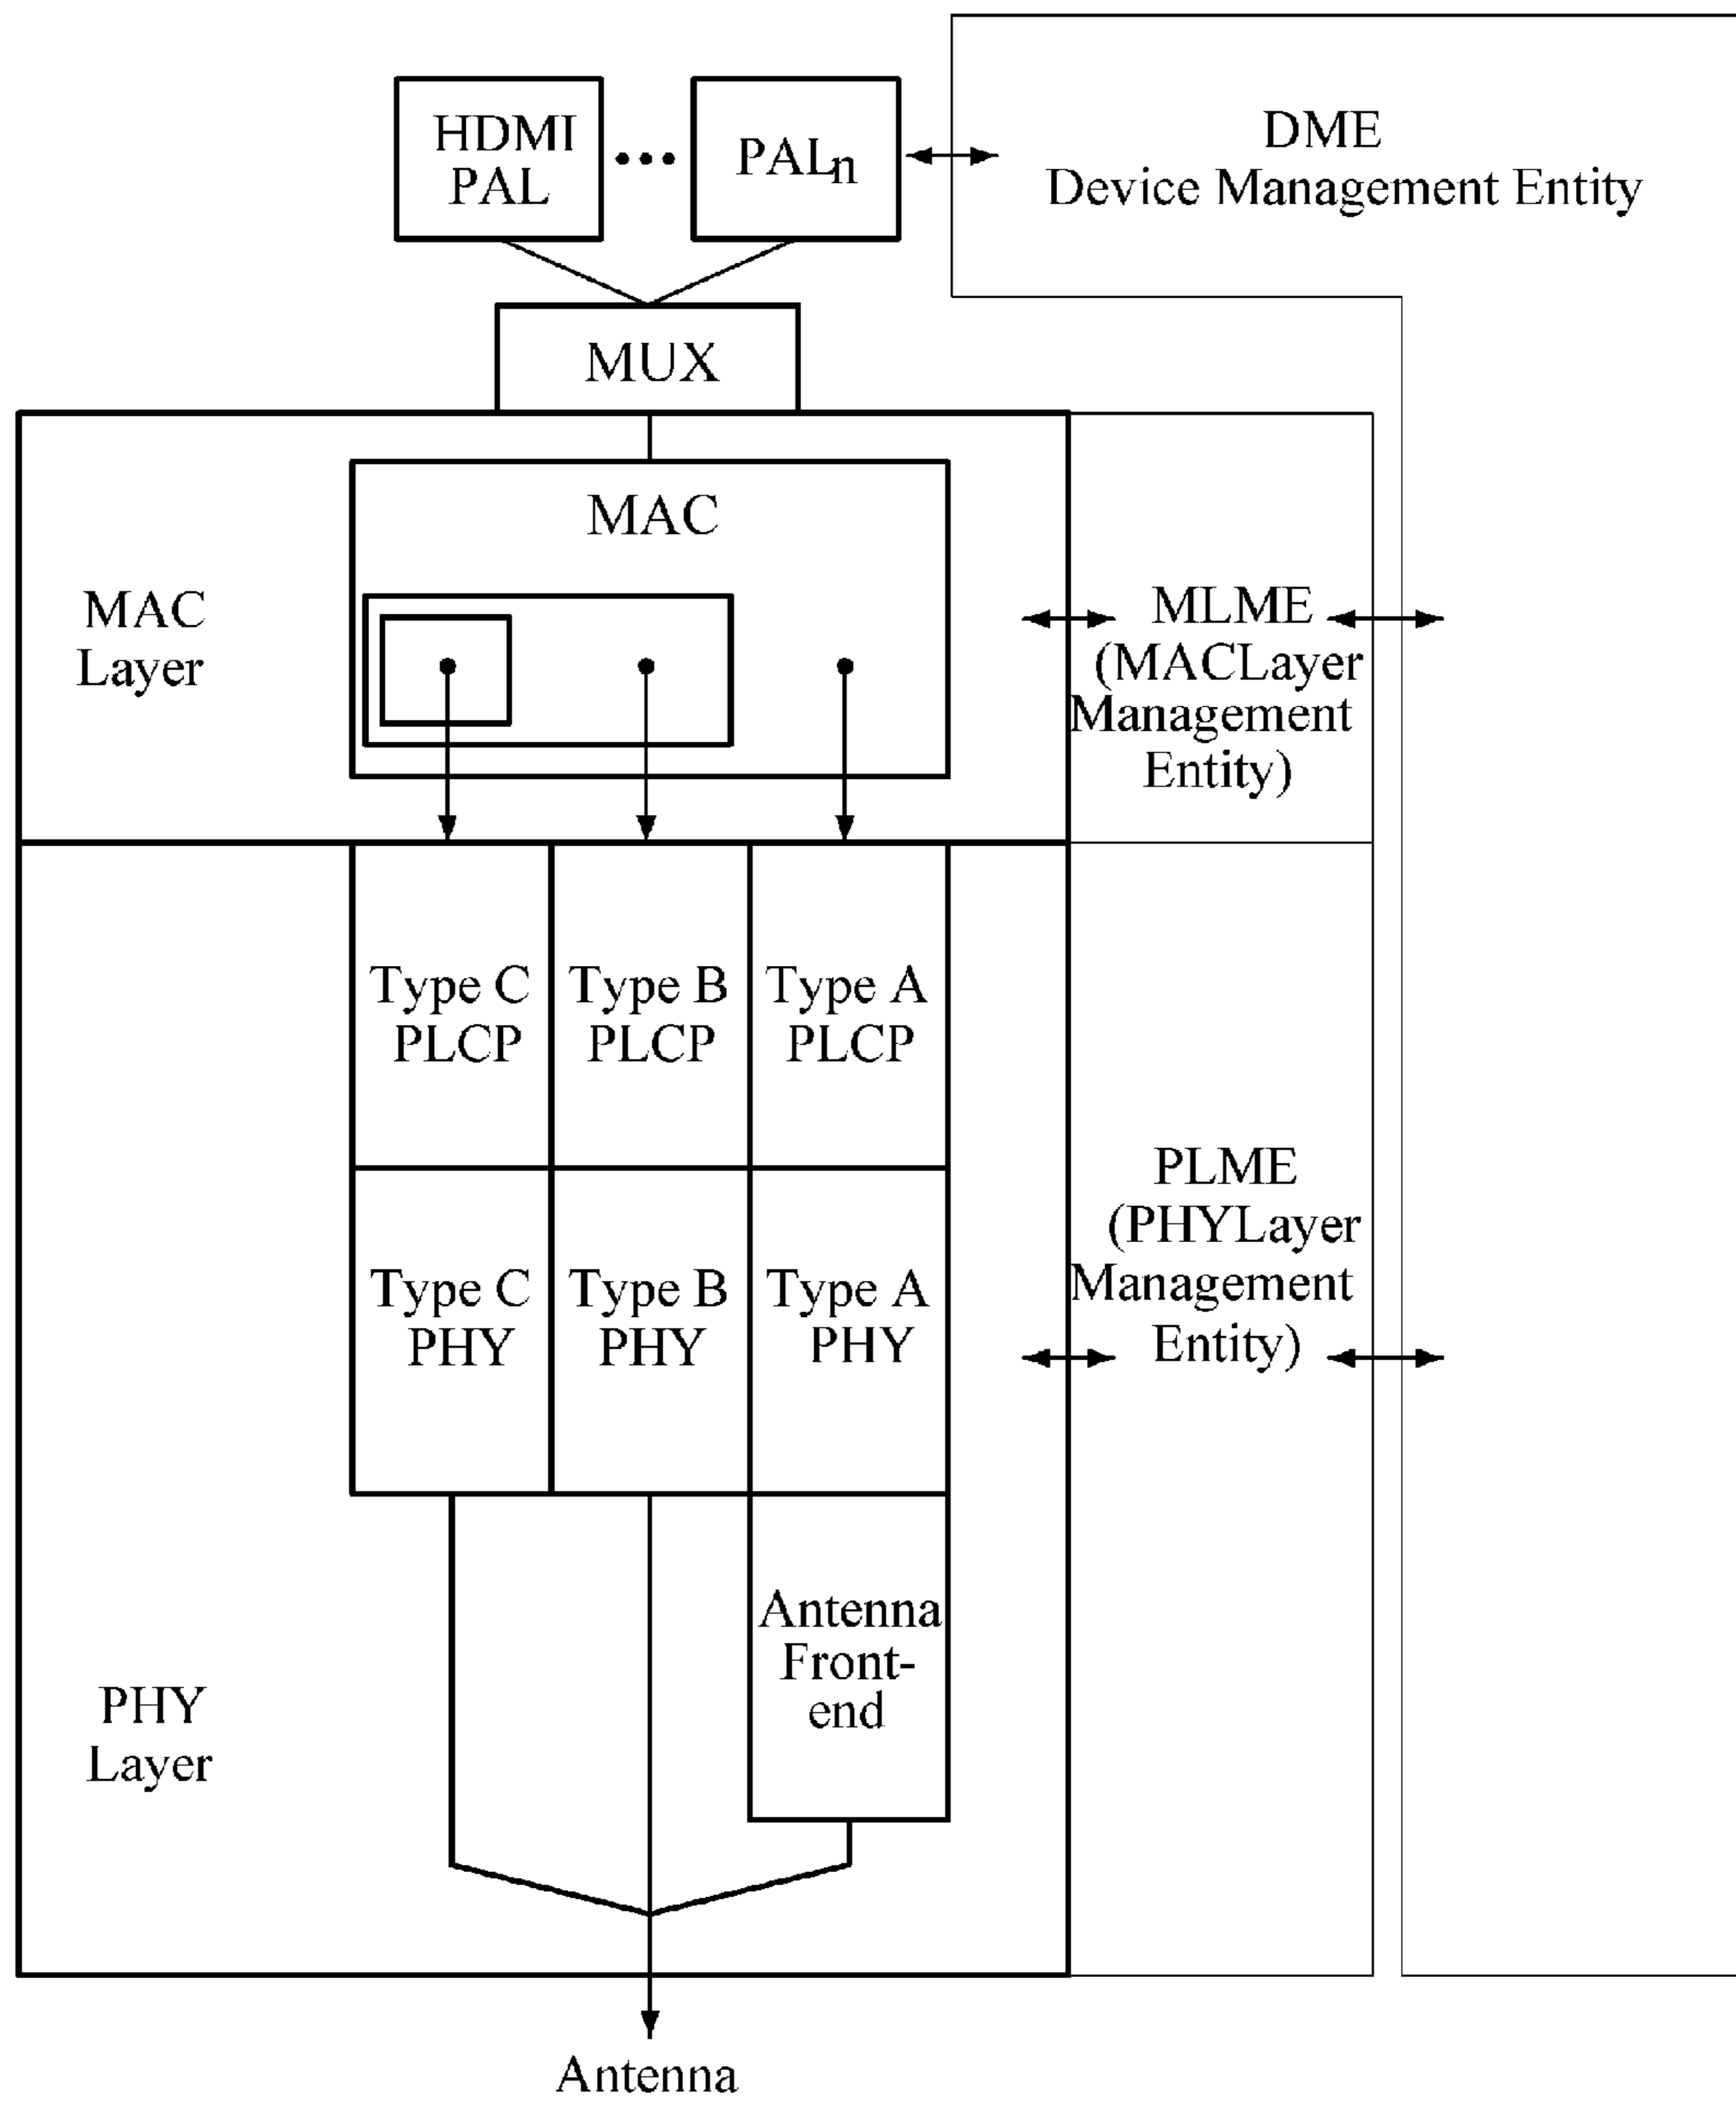 HDMI
PAL
PALn
DME
Device Management Entity
MUX
MAC
MAC
Layer
MLME
(MACLayer
Management
Entity)
Type C
PLCP
Type B
PLCP
Type A
PLCP
Type C
PHY
Type B
PHY
Type A
PHY
PLME
(PHYLayer
Management
Entity)
Antenna
Front-
end
PHY
Layer
Antenna